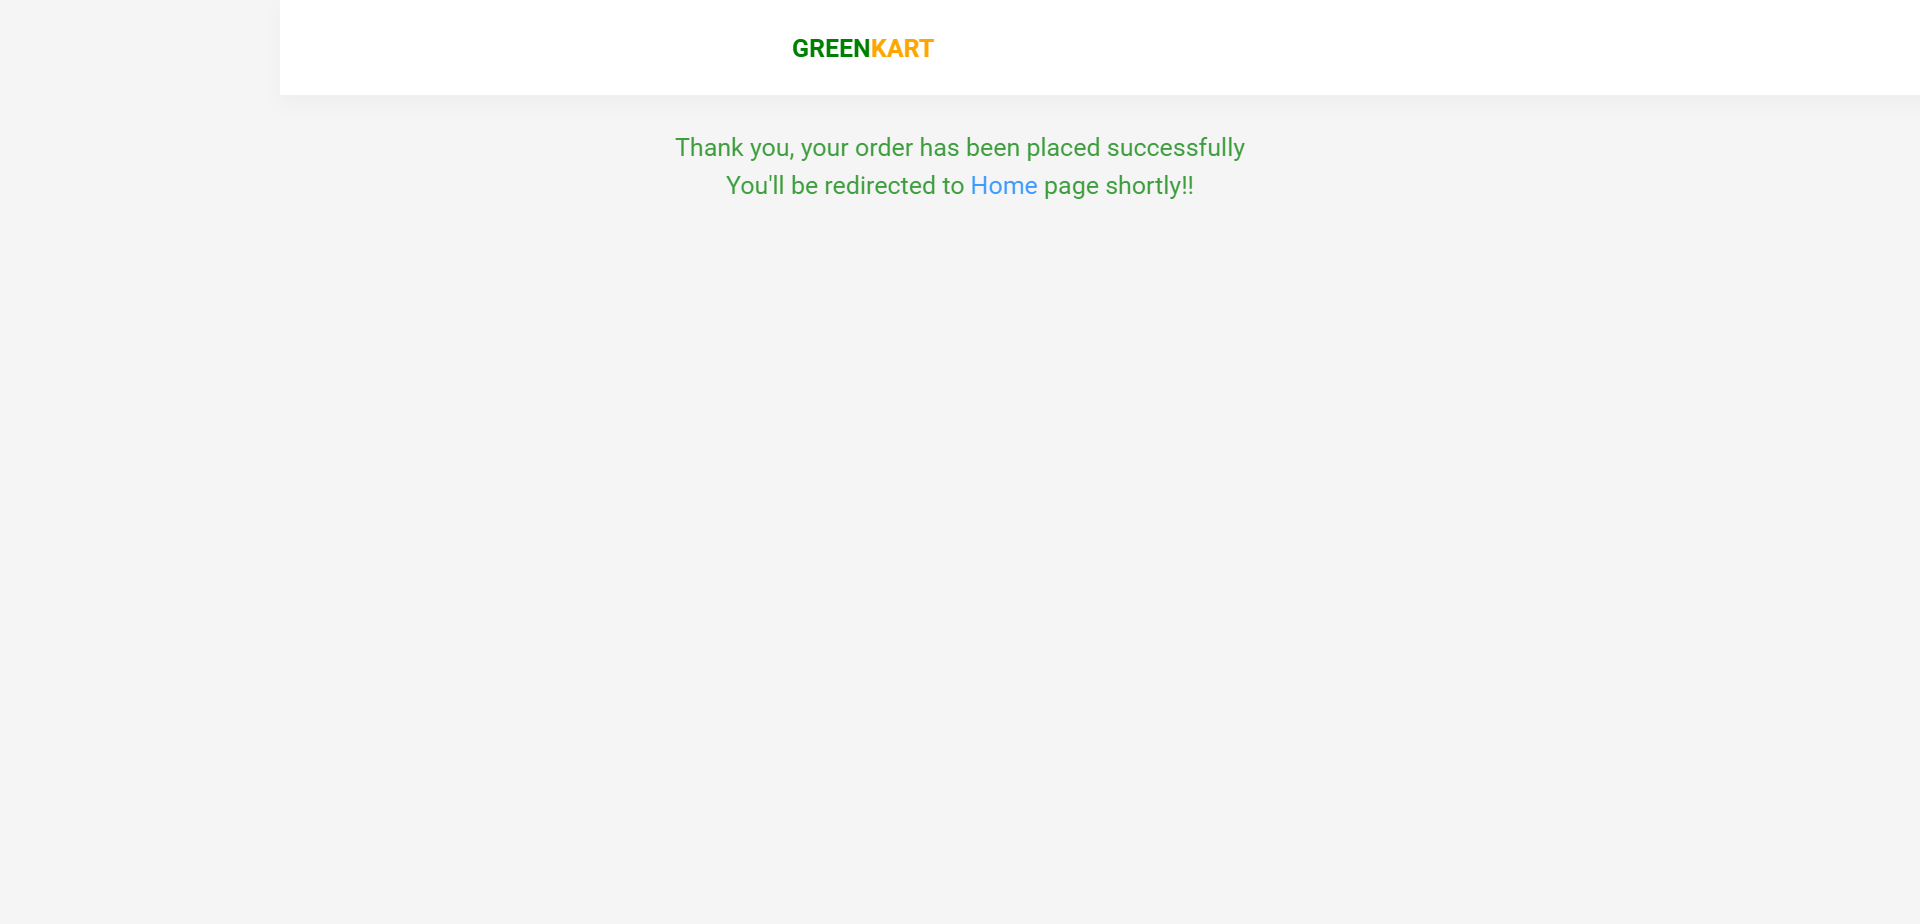 GREENKART
Thank you, your order has been placed successfully
You'll be redirected to Home page shortly!!